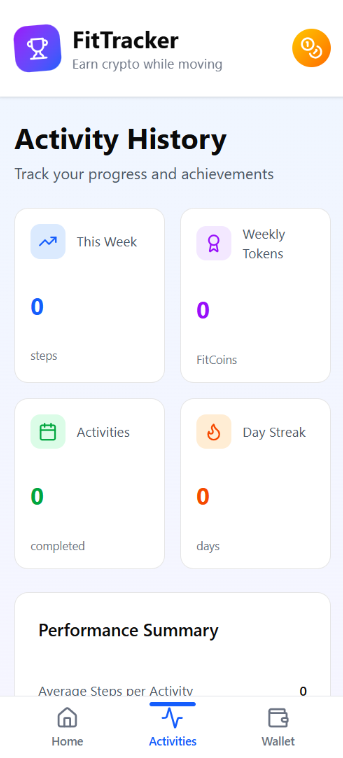 FitTracker
Earn crypto while moving
Activity History
Track your progress and achievements
This Week
0
steps
Weekly
Tokens
0
FitCoins
Activities
0
completed
Day Streak
0
days
Performance Summary
Average Steps per Activity 0
Home
Activities
Wallet